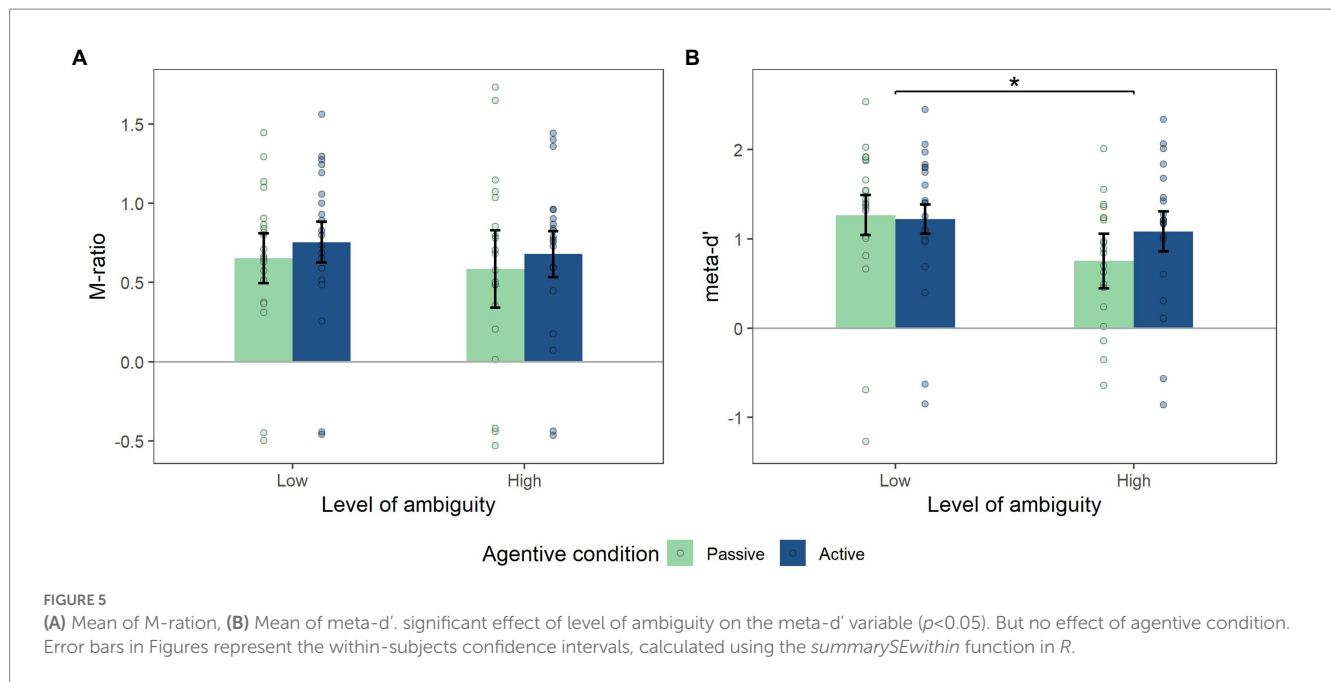 A
B
*
1.5
1.0
0.5
0.0
-0.5
M-ratio
Low
High
Level of ambiguity
2
1
0
-1
meta-d'
Low
High
Level of ambiguity
Agentive condition Passive Active
FIGURE 5
(A) Mean of M-ration, (B) Mean of meta-d’. significant effect of level of ambiguity on the meta-d’ variable (p<0.05). But no effect of agentive condition.
Error bars in Figures represent the within-subjects confidence intervals, calculated using the summarySEwithin function in R.